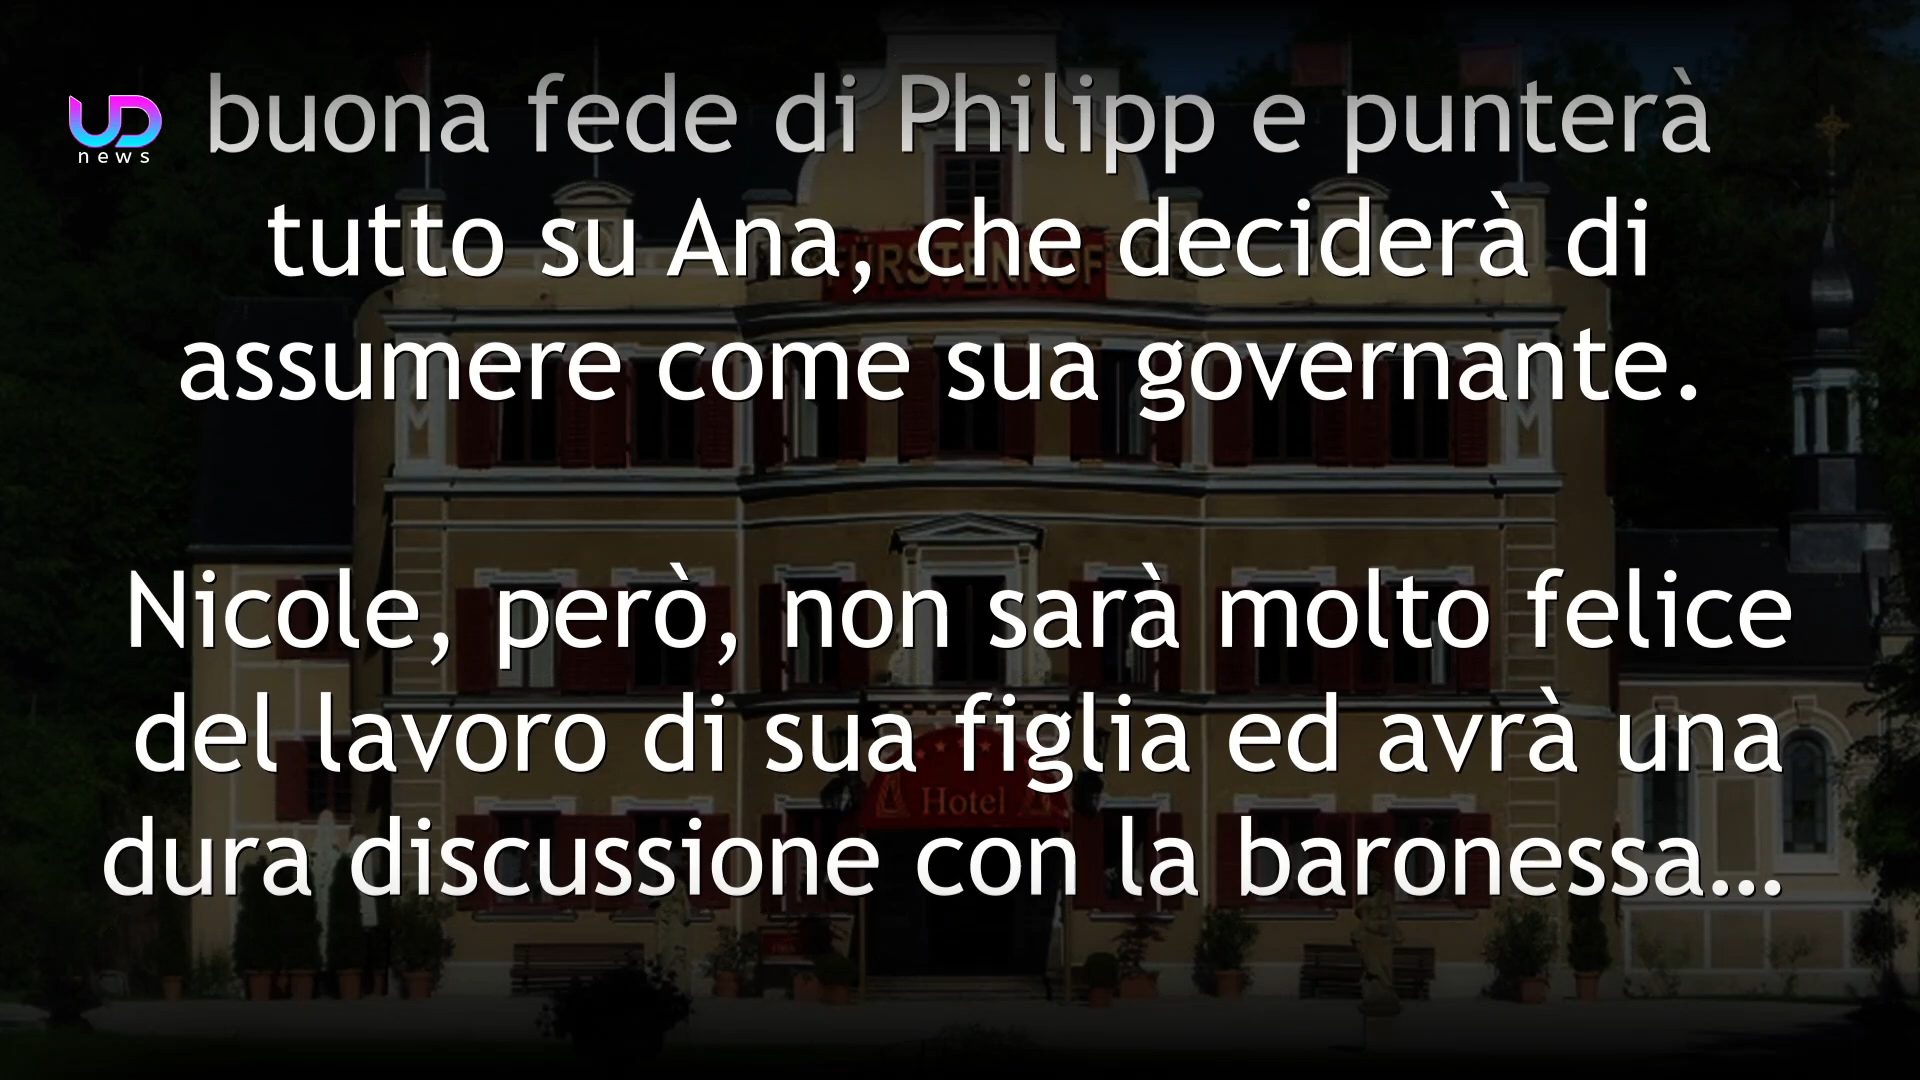 UD
news
buona fede di Philipp e punterà
tutto su Ana, che deciderà di
assumere come sua governante.
Nicole, però, non sarà molto felice
del lavoro di sua figlia ed avrà una
dura discussione con la baronessa...
FÜRSTENHOF
Hotel